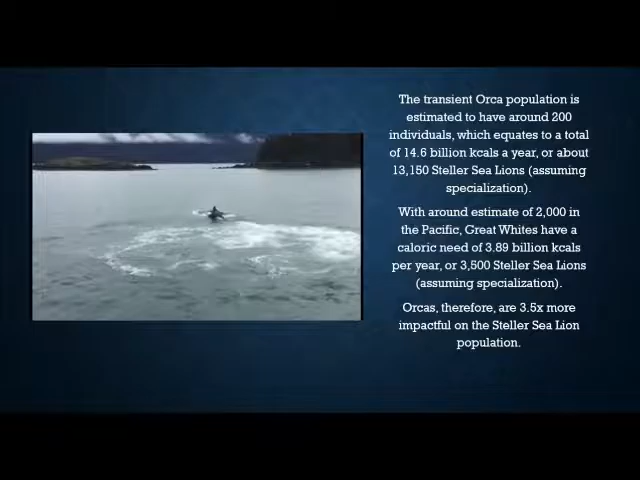 The transient Orca population is
estimated to have around 200
individuals, which equates to a total
of 14.6 billion kcals a year, or about
13,150 Steller Sea Lions (assuming
specialization).
With around estimate of 2,000 in
the Pacific, Great Whites have a
caloric need of 3.89 billion kcals
per year, or 3,500 Steller Sea Lions
(assuming specialization).
Orcas, therefore, are 3.5x more
impactful on the Steller Sea Lion
population.